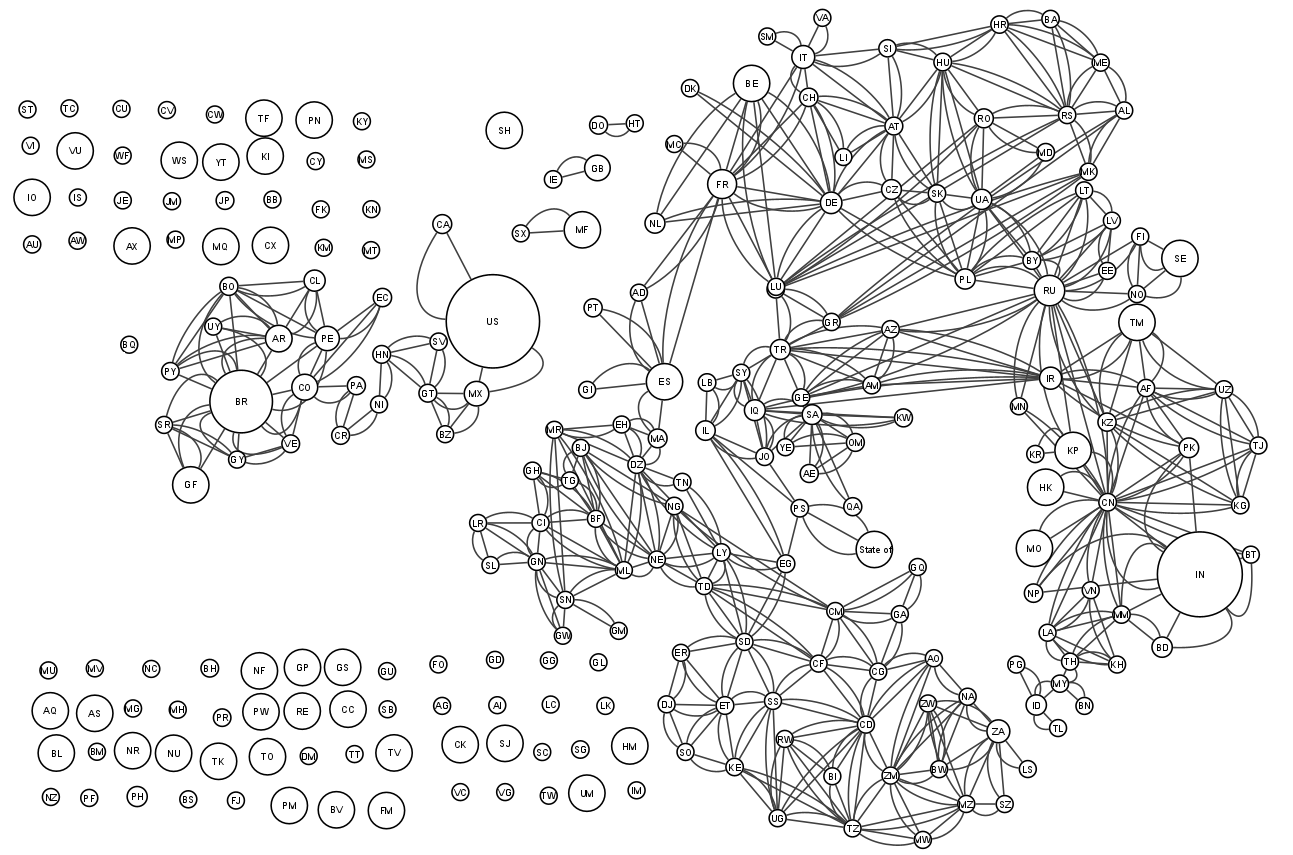 VA
SM
IT
SI
HR
BA
HU
ME
DK
BE
CH
AT
RO
RS
AL
MC
LI
MD
FR
DE
CZ
SK
UA
MK
LT
NL
LV
FI
SE
LU
PL
BY
EE
RU
NO
ST
TC
CU
CV
CW
TF
PN
KY
VI
VU
WF
WS
YT
KI
CY
MS
IO
IS
JE
JM
JP
BB
FK
KN
AU
AW
AX
MP
MQ
CX
KM
MT
BQ
SH
DO
HT
IE
GB
SX
MF
CA
US
BO
CL
EC
UY
AR
PE
PY
BR
CO
PA
HN
SV
NI
GT
MX
BZ
CR
SR
GY
VE
GF
AD
PT
ES
GI
GR
TR
AZ
AM
GE
IR
TM
LB
SY
IQ
SA
KW
IL
JO
YE
OM
AE
PS
QA
State of
AF
UZ
MN
KZ
KR
KP
PK
TJ
HK
CN
KG
MO
IN
BT
NP
VN
MM
LA
BD
TH
KH
PG
MY
ID
BN
TL
MR
EH
MA
BJ
DZ
GH
TG
TN
NG
LR
CI
BF
SL
GN
ML
NE
LY
EG
SN
TD
GW
GM
GQ
CM
GA
SD
ER
CF
CG
AO
DJ
ET
SS
CD
ZW
NA
ZA
SO
KE
RW
BI
ZM
BW
LS
UG
TZ
MZ
SZ
MW
MU
MV
NC
BH
NF
GP
GS
GU
FO
GD
GG
GL
AQ
AS
MG
MH
PR
PW
RE
CC
SB
AG
AI
LC
LK
BL
BM
NR
NU
TK
TO
DM
TT
TV
CK
SJ
SC
SG
HM
NZ
PF
PH
BS
FJ
PM
BV
FM
VC
VG
TW
UM
IM